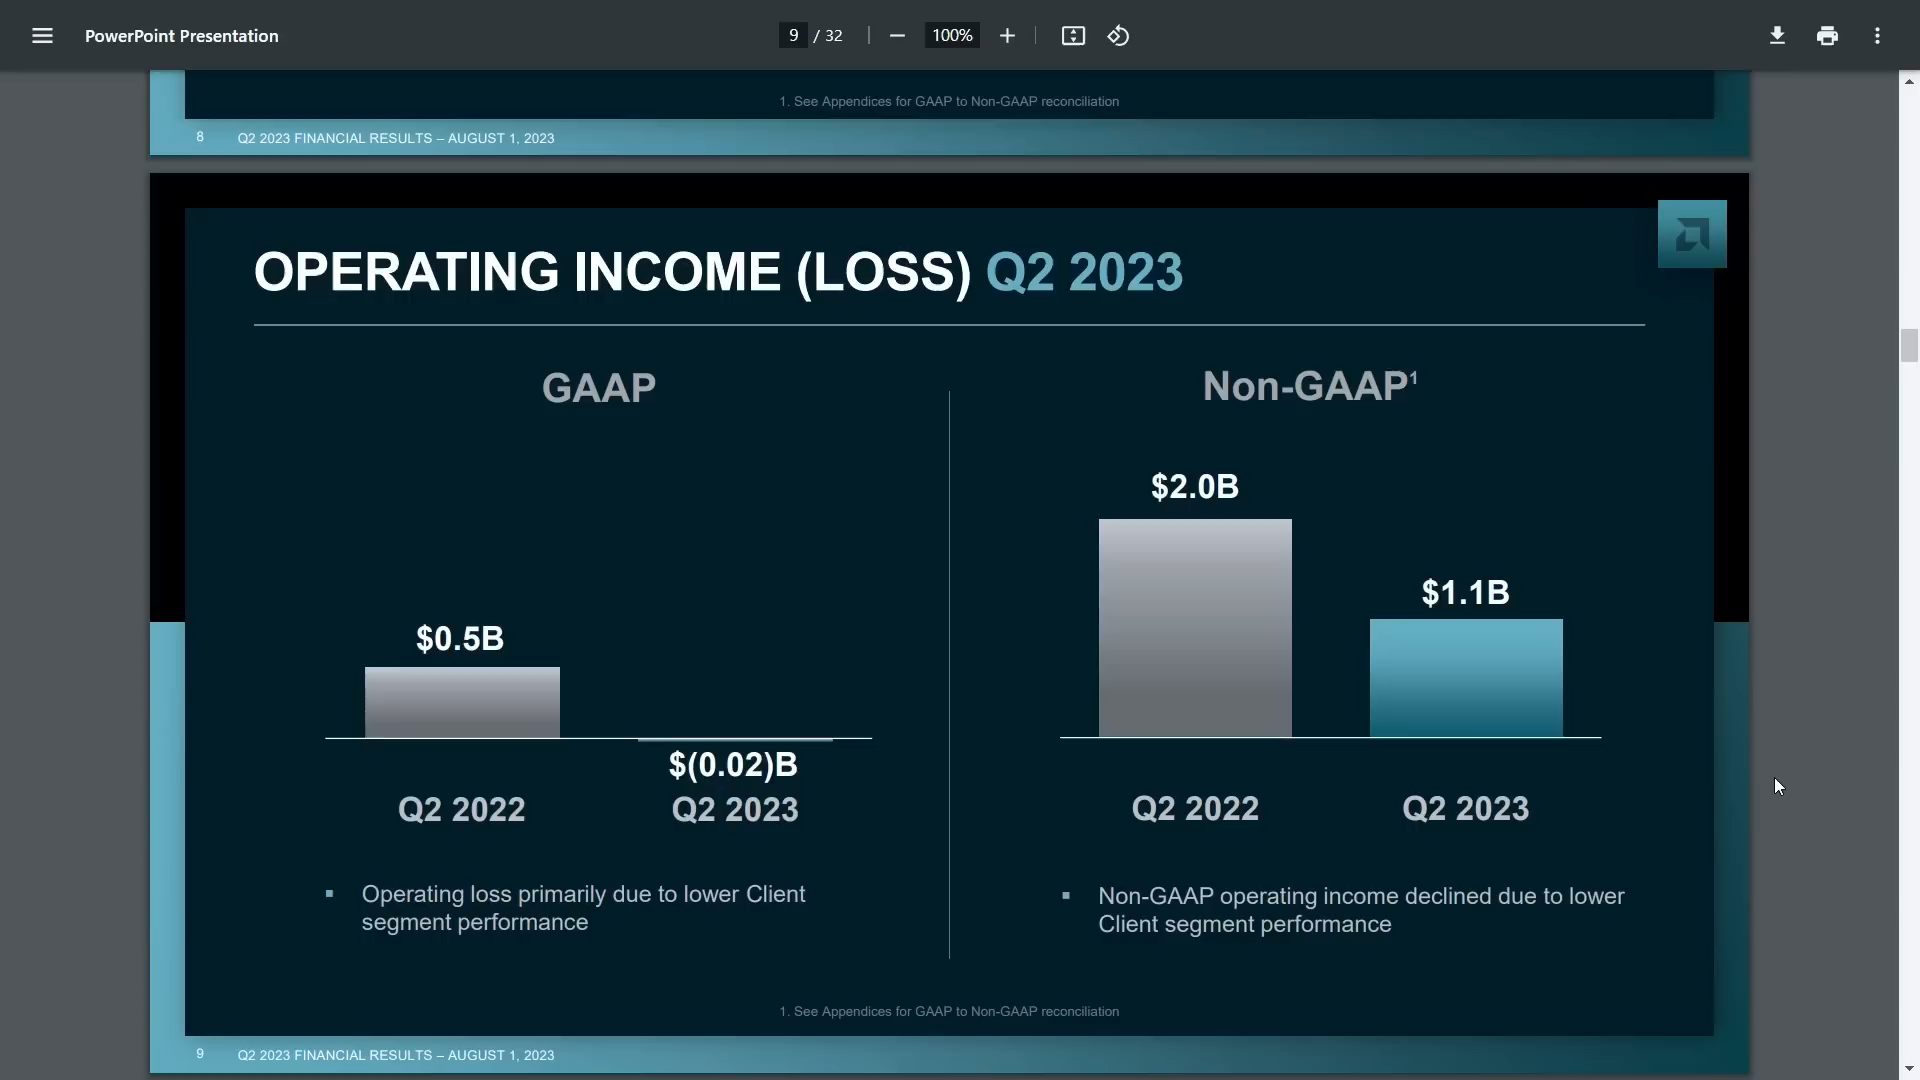 PowerPoint Presentation
9 / 32
100%
1. See Appendices for GAAP to Non-GAAP reconciliation
8 Q2 2023 FINANCIAL RESULTS – AUGUST 1, 2023
OPERATING INCOME (LOSS) Q2 2023
GAAP
$0.5B
$(0.02)B
Q2 2022 Q2 2023
▪ Operating loss primarily due to lower Client
segment performance
Non-GAAP¹
$2.0B
$1.1B
Q2 2022 Q2 2023
▪ Non-GAAP operating income declined due to lower
Client segment performance
1. See Appendices for GAAP to Non-GAAP reconciliation
9 Q2 2023 FINANCIAL RESULTS – AUGUST 1, 2023